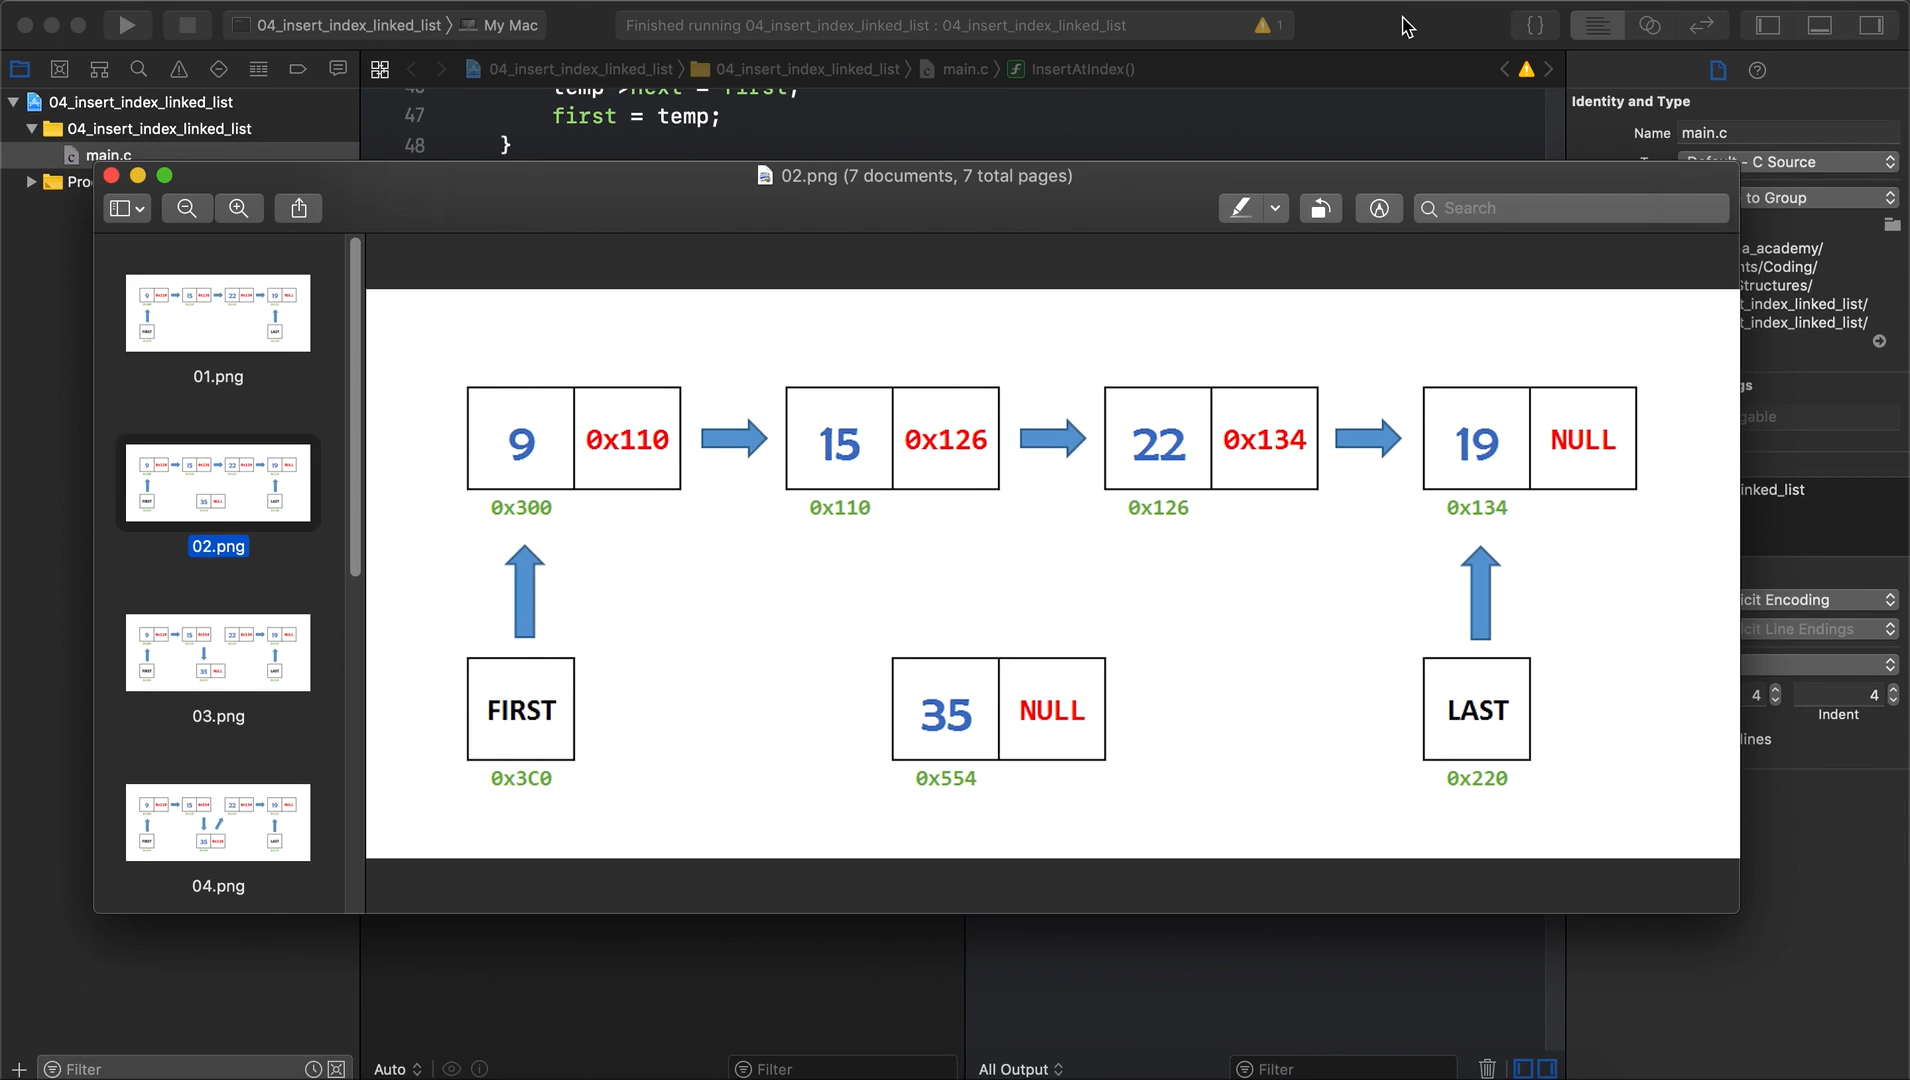 04_insert_index_linked_list
My Mac
Finished running 04_insert_index_linked_list : 04_insert_index_linked_list
1
04_insert_index_linked_list
04_insert_index_linked_list
main.c
InsertAtIndex()
04_insert_index_linked_list
04_insert_index_linked_list
main.c
47 first = temp;
48 }
Identity and Type
Name main.c
- C Source
to Group
a_academy/
nts/Coding/
Structures/
t_index_linked_list/
t_index_linked_list/
02.png (7 documents, 7 total pages)
Search
01.png
02.png
03.png
04.png
9 0x110
15 0x126
22 0x134
19 NULL
0x300
0x110
0x126
0x134
FIRST
35 NULL
LAST
0x3C0
0x554
0x220
inked_list
icit Encoding
icit Line Endings
4
4
Indent
lines
Filter
Auto
Filter
All Output
Filter